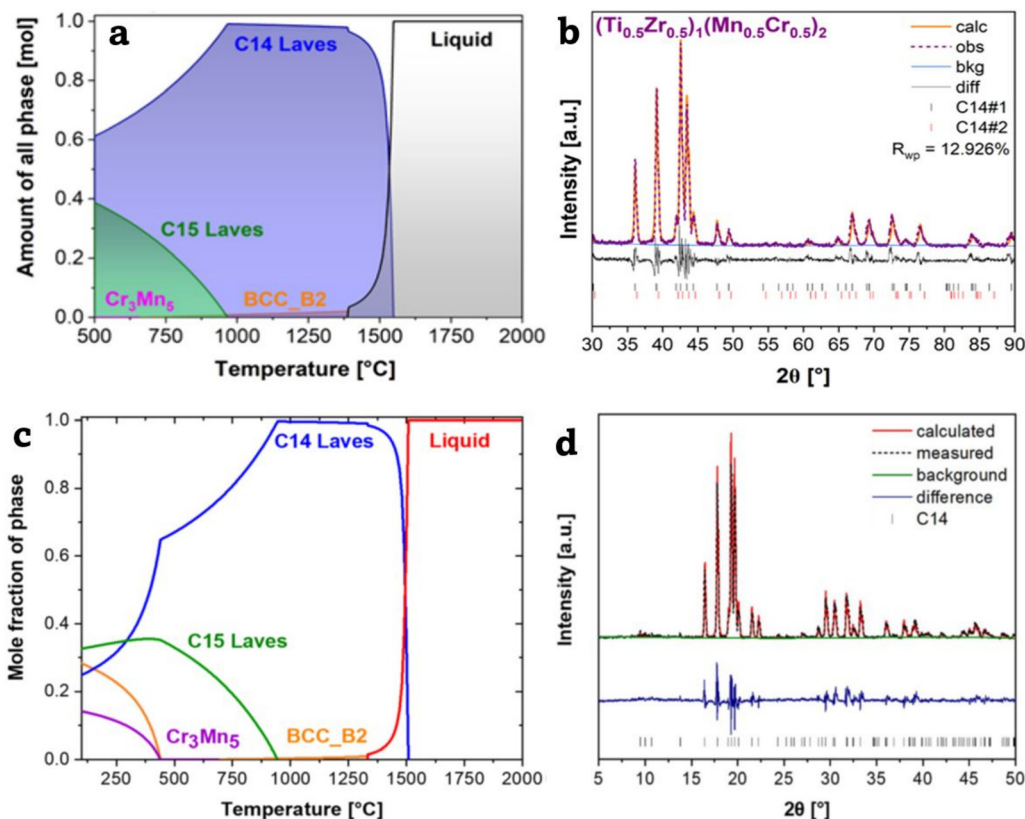 a
C14 Laves
Liquid
C15 Laves
Cr3Mn5
BCC_B2
Amount of all phase [mol]
1.0
0.8
0.6
0.4
0.2
0.0
500 750 1000 1250 1500 1750 2000
Temperature [°C]
b
(Ti0.5Zr0.5)1(Mn0.5Cr0.5)2
calc
obs
bkg
diff
C14#1
C14#2
Rwp = 12.926%
Intensity [a.u.]
30 35 40 45 50 55 60 65 70 75 80 85 90
2θ [°]
c
C14 Laves
Liquid
C15 Laves
Cr3Mn5
BCC_B2
Mole fraction of phase
1.0
0.8
0.6
0.4
0.2
0.0
250 500 750 1000 1250 1500 1750 2000
Temperature [°C]
d
calculated
measured
background
difference
C14
Intensity [a.u.]
5 10 15 20 25 30 35 40 45 50
2θ [°]